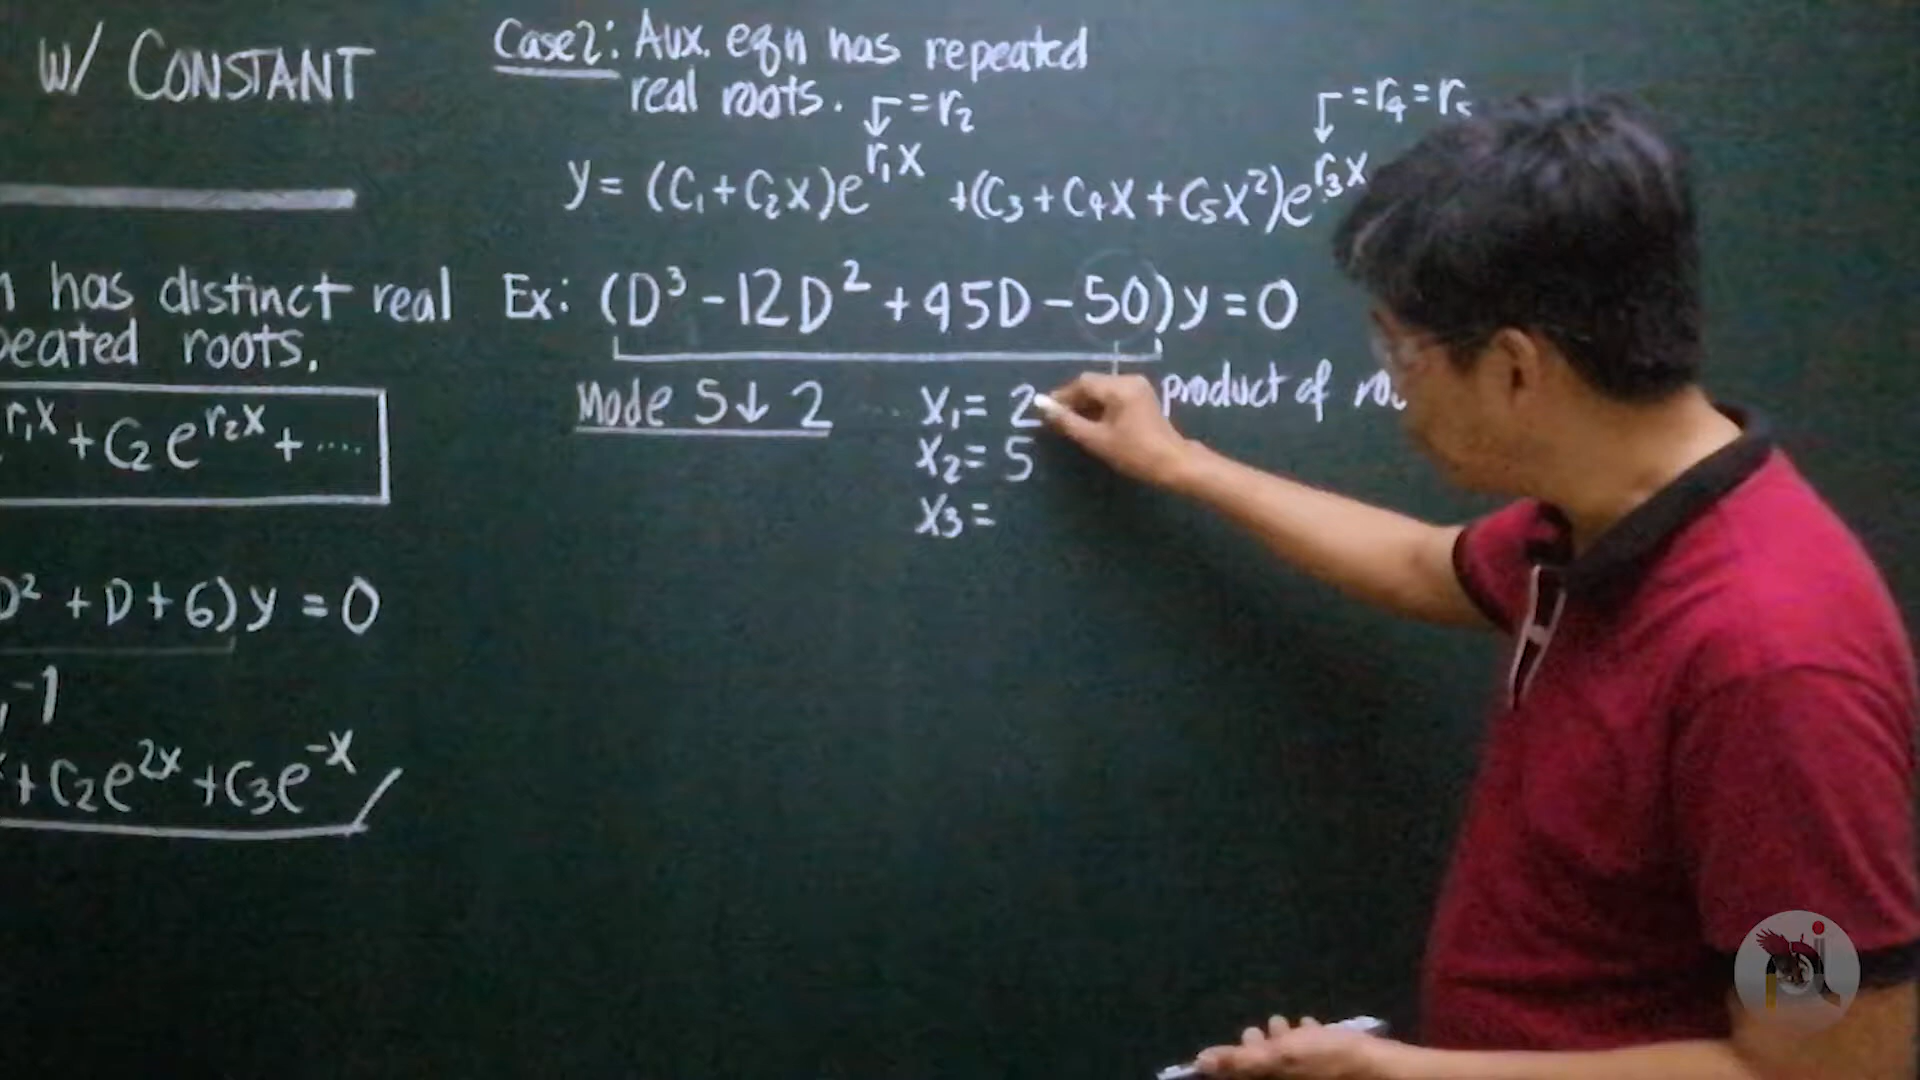 w/ CONSTANT
has distinct real
peated roots.
r₁x + C₂e^r₂x + ....
D² + D + 6)y = 0
, -1
+ C₂e^2x + C₃e^-x
Case 2: Aux. eqn has repeated
real roots.
= r₂
= r₄ = r₅
y = (C₁ + C₂x)e^r₁x + (C₃ + C₄x + C₅x²)e^r₃x
Ex: (D³ - 12D² + 45D - 50)y = 0
Mode 5↓ 2
x₁ = 2
product of
x₂ = 5
x₃ =